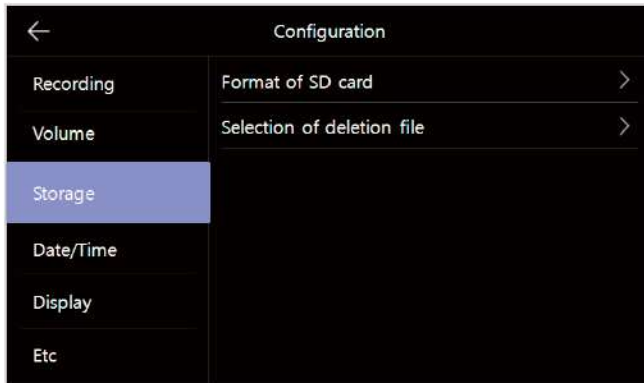 Configuration
Recording
Volume
Storage
Date/Time
Display
Etc
Format of SD card
Selection of deletion file